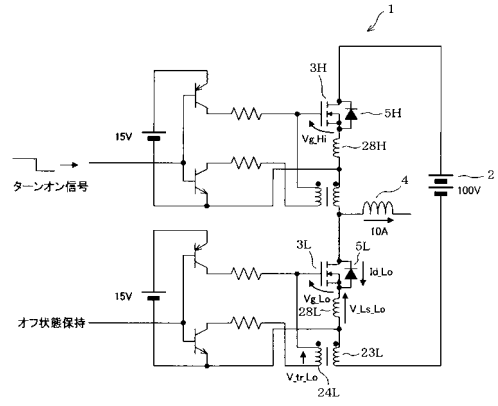 1
3H
5H
15V
Vg_Hi
28H
ターンオン信号
2
100V
4
10A
3L
5L
Id_Lo
15V
Vg_Lo
28L
V_Ls_Lo
オフ状態保持
V_tr_Lo
23L
24L